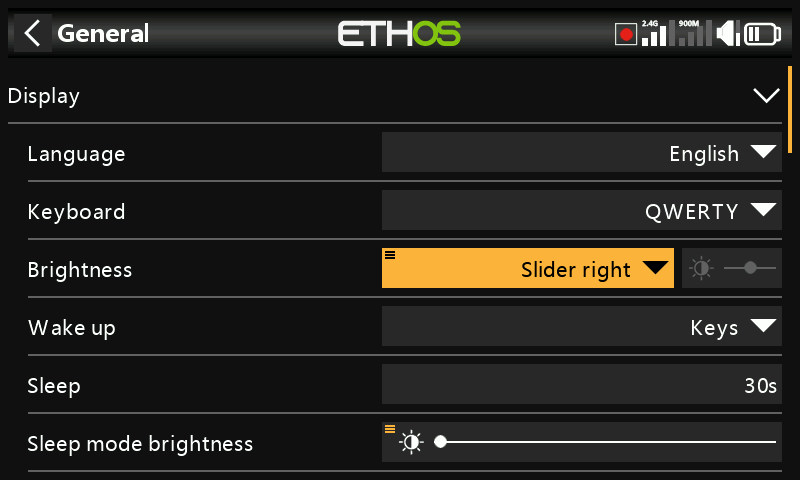 General
ETHOS
2.4G
900M
Display
Language
English
Keyboard
QWERTY
Brightness
Slider right
Wake up
Keys
Sleep
30s
Sleep mode brightness